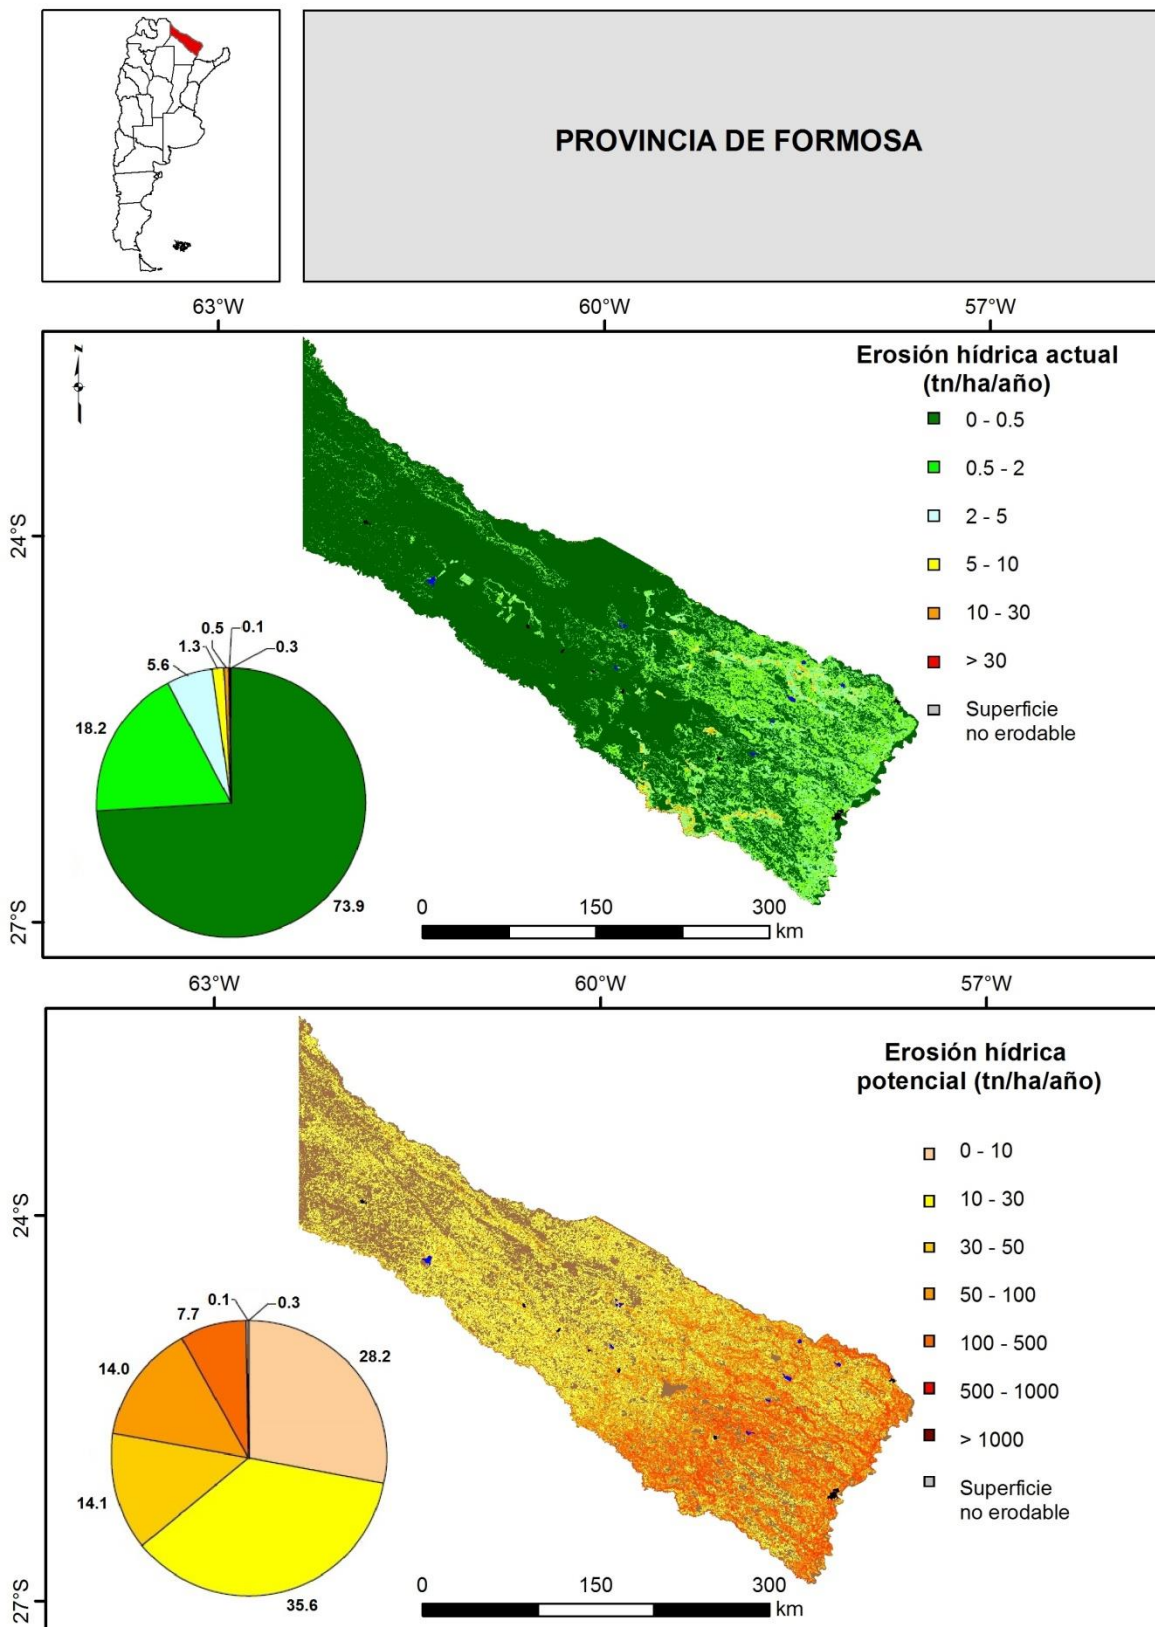 PROVINCIA DE FORMOSA
63°W
60°W
57°W
N
Erosión hídrica actual
(tn/ha/año)
0 - 0.5
0.5 - 2
2 - 5
5 - 10
10 - 30
> 30
Superficie
no erodable
24°S
27°S
0.5
0.1
1.3
0.3
5.6
18.2
73.9
0
150
300
km
63°W
60°W
57°W
Erosión hídrica
potencial (tn/ha/año)
0 - 10
10 - 30
30 - 50
50 - 100
100 - 500
500 - 1000
> 1000
Superficie
no erodable
24°S
27°S
0.1
0.3
7.7
14.0
28.2
14.1
35.6
0
150
300
km